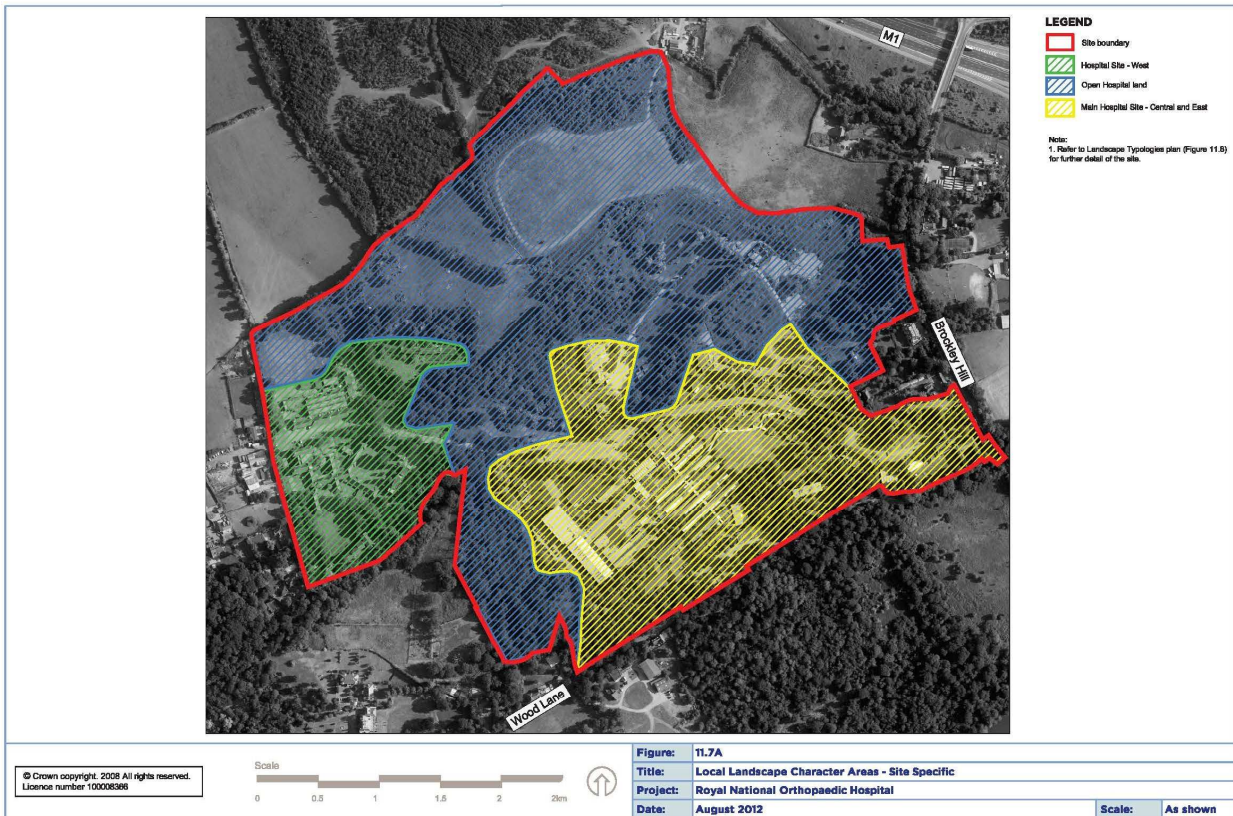 M1
Brockley Hill
Wood Lane
LEGEND
Site boundary
Hospital Site - West
Open Hospital land
Main Hospital Site - Central and East
Note:
1. Refer to Landscape Typologies plan (Figure 11.8)
for further detail of the site.
© Crown copyright. 2008 All rights reserved.
Licence number 100008366
Scale
0 0.5 1 1.5 2 2km
Figure: 11.7A
Title: Local Landscape Character Areas - Site Specific
Project: Royal National Orthopaedic Hospital
Date: August 2012 Scale: As shown